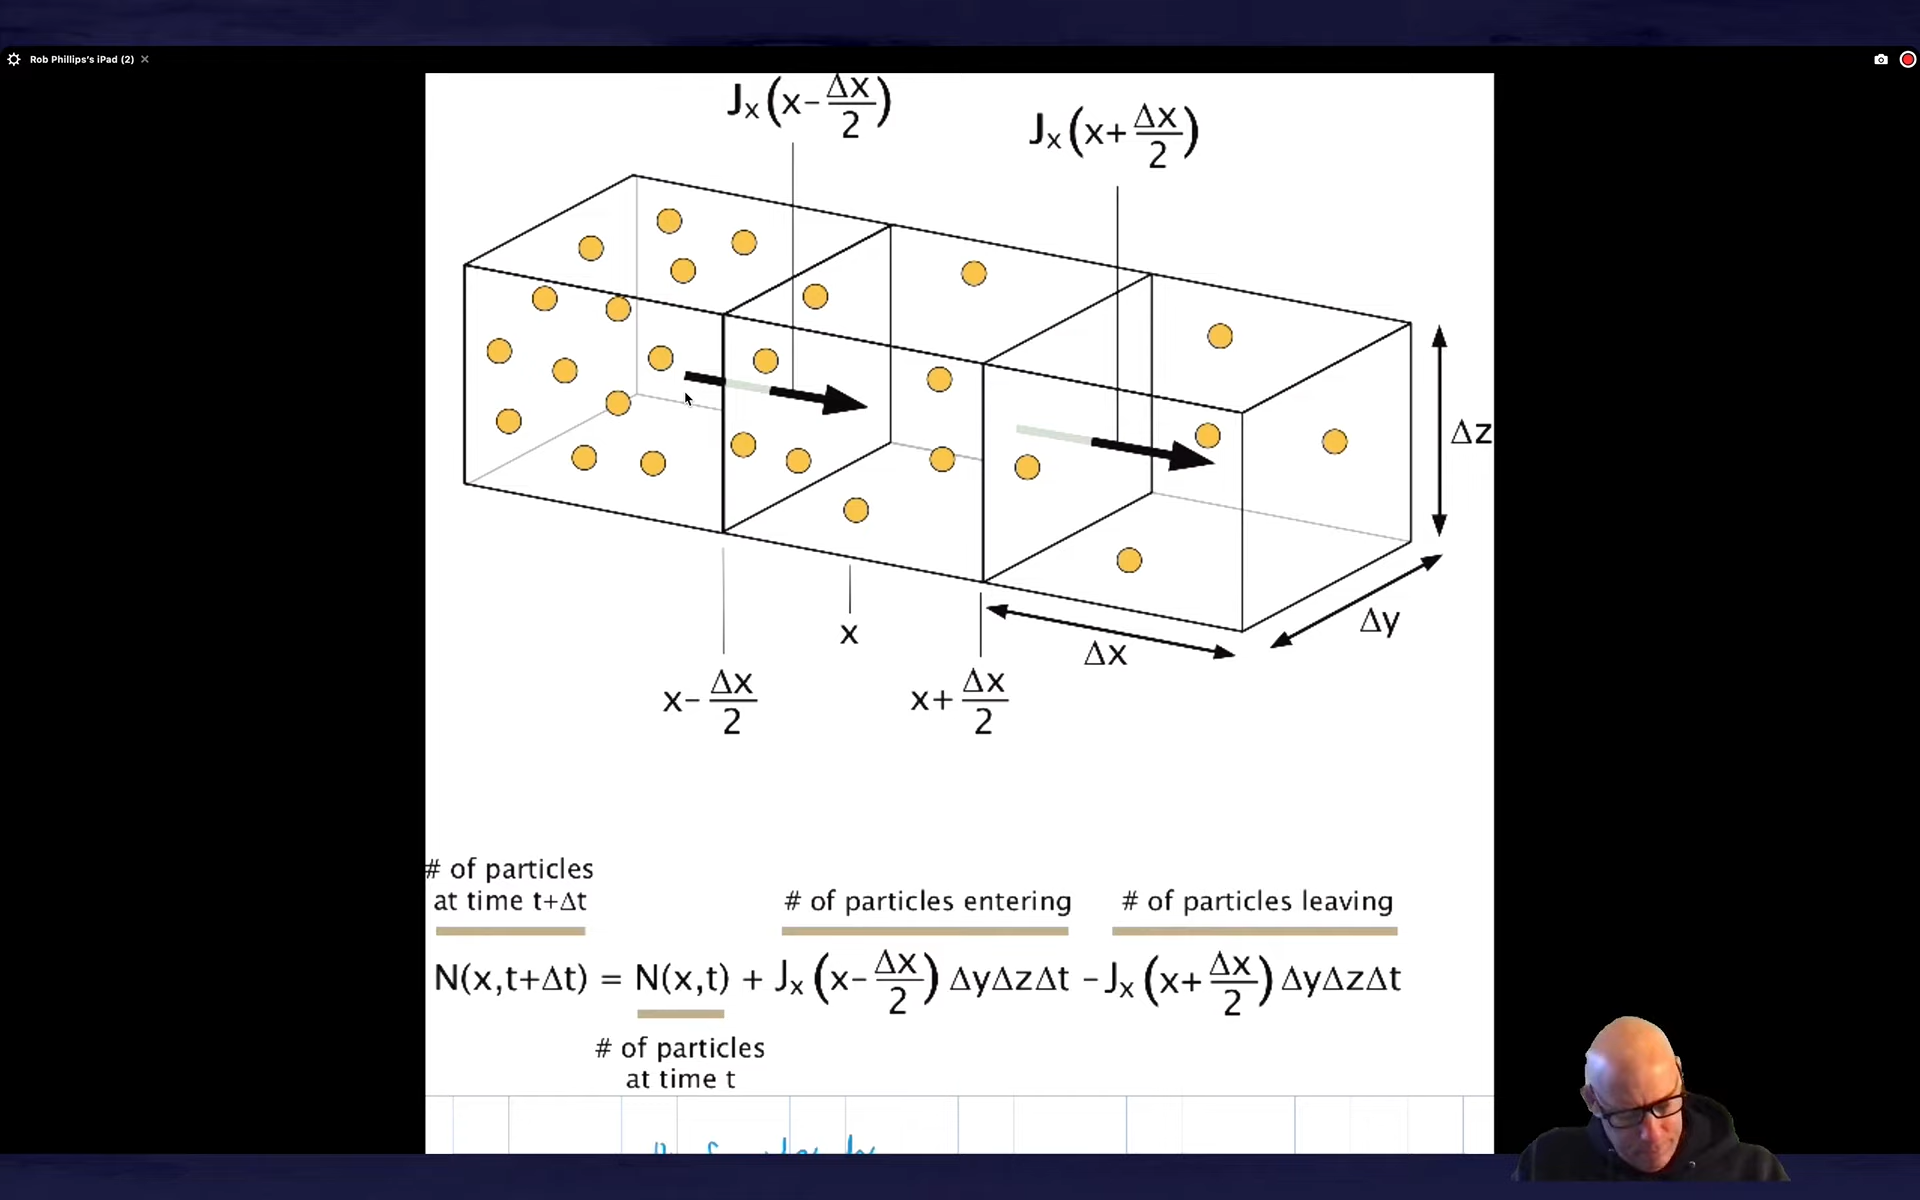 Rob Phillips's iPad (2) ×
Jₓ(x−Δx/2)
Jₓ(x+Δx/2)
Δz
Δy
Δx
x
x−Δx/2
x+Δx/2
# of particles
at time t+Δt
# of particles entering
# of particles leaving
N(x,t+Δt) = N(x,t) + Jₓ(x−Δx/2) ΔyΔzΔt −Jₓ(x+Δx/2) ΔyΔzΔt
# of particles
at time t